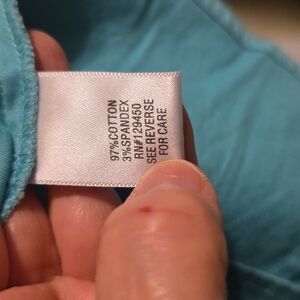 97%COTTON
3%SPANDEX
RN#129450
SEE REVERSE
FOR CARE